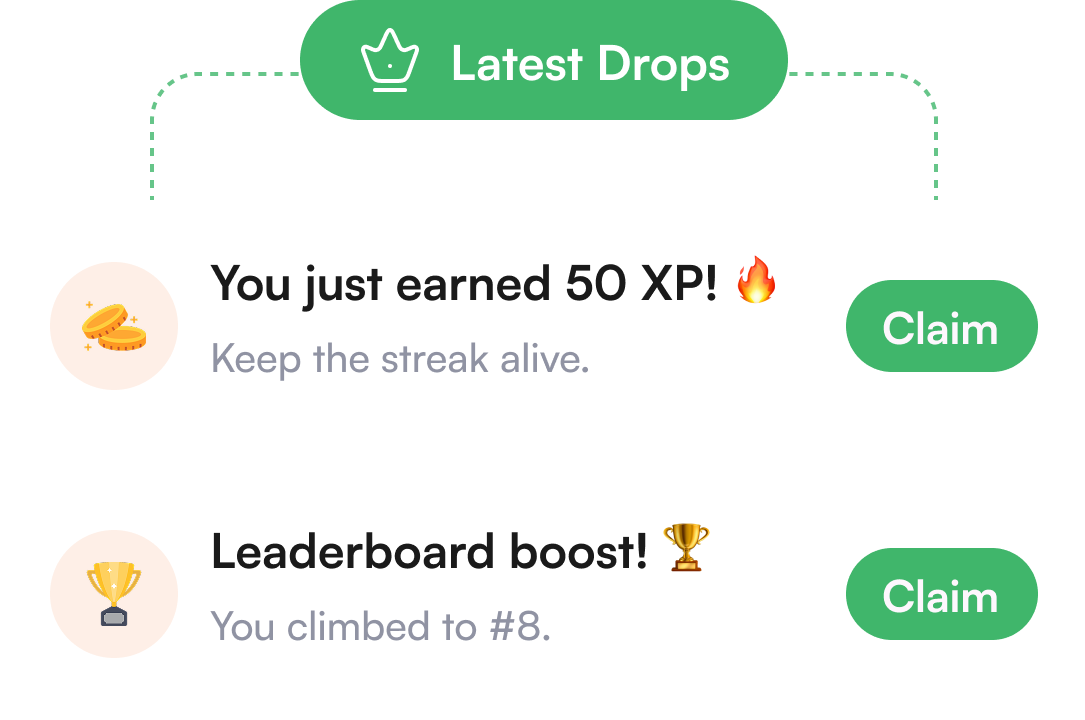 Latest Drops
You just earned 50 XP! 🔥
Keep the streak alive.
Claim
Leaderboard boost! 🏆
You climbed to #8.
Claim